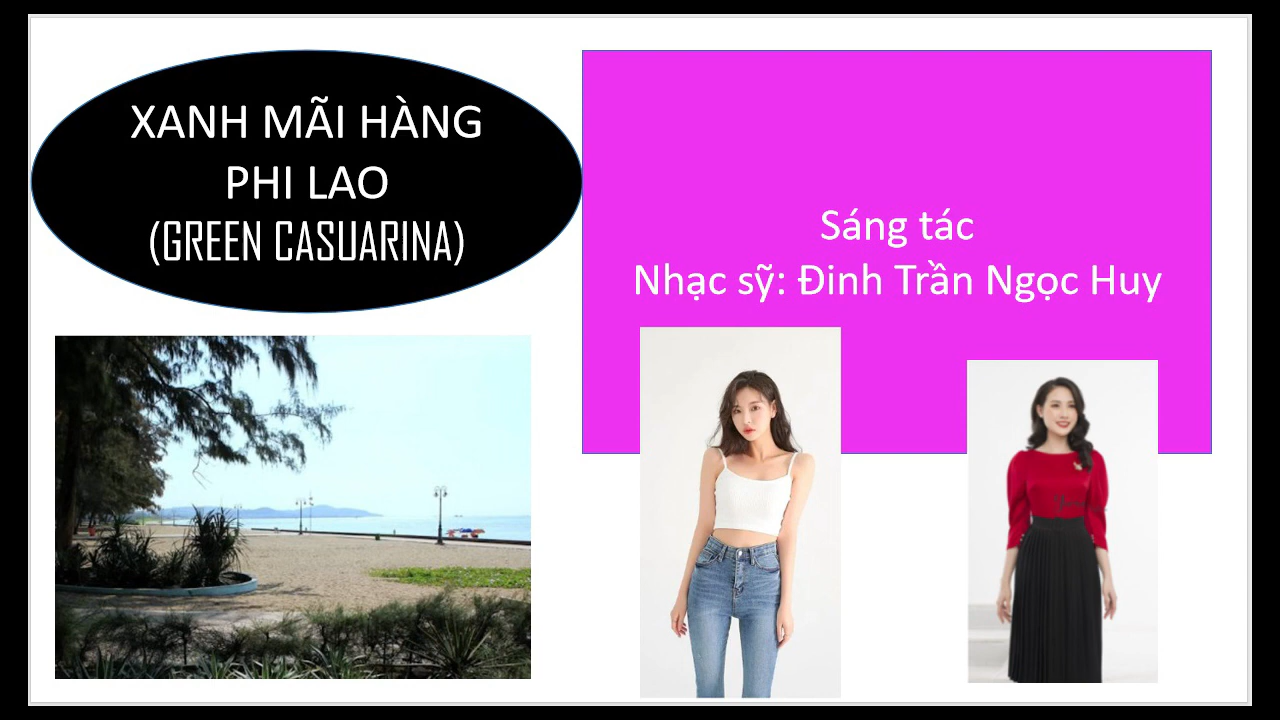 XANH MÃI HÀNG
PHI LAO
(GREEN CASUARINA)
Sáng tác
Nhạc sỹ: Đinh Trần Ngọc Huy